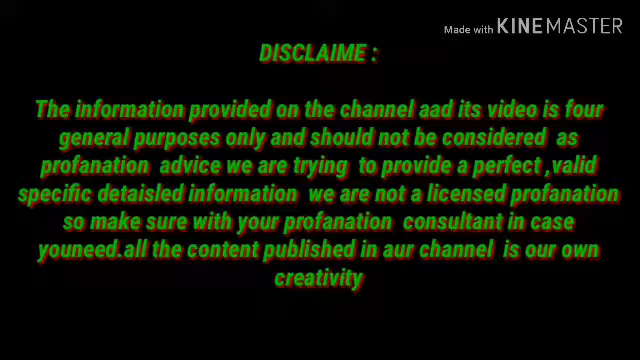 Made with KINEMASTER
DISCLAIME :
The information provided on the channel aad its video is four
general purposes only and should not be considered as
profanation advice we are trying to provide a perfect ,valid
specific detaisled information we are not a licensed profanation
so make sure with your profanation consultant in case
youneed.all the content published in aur channel is our own
creativity